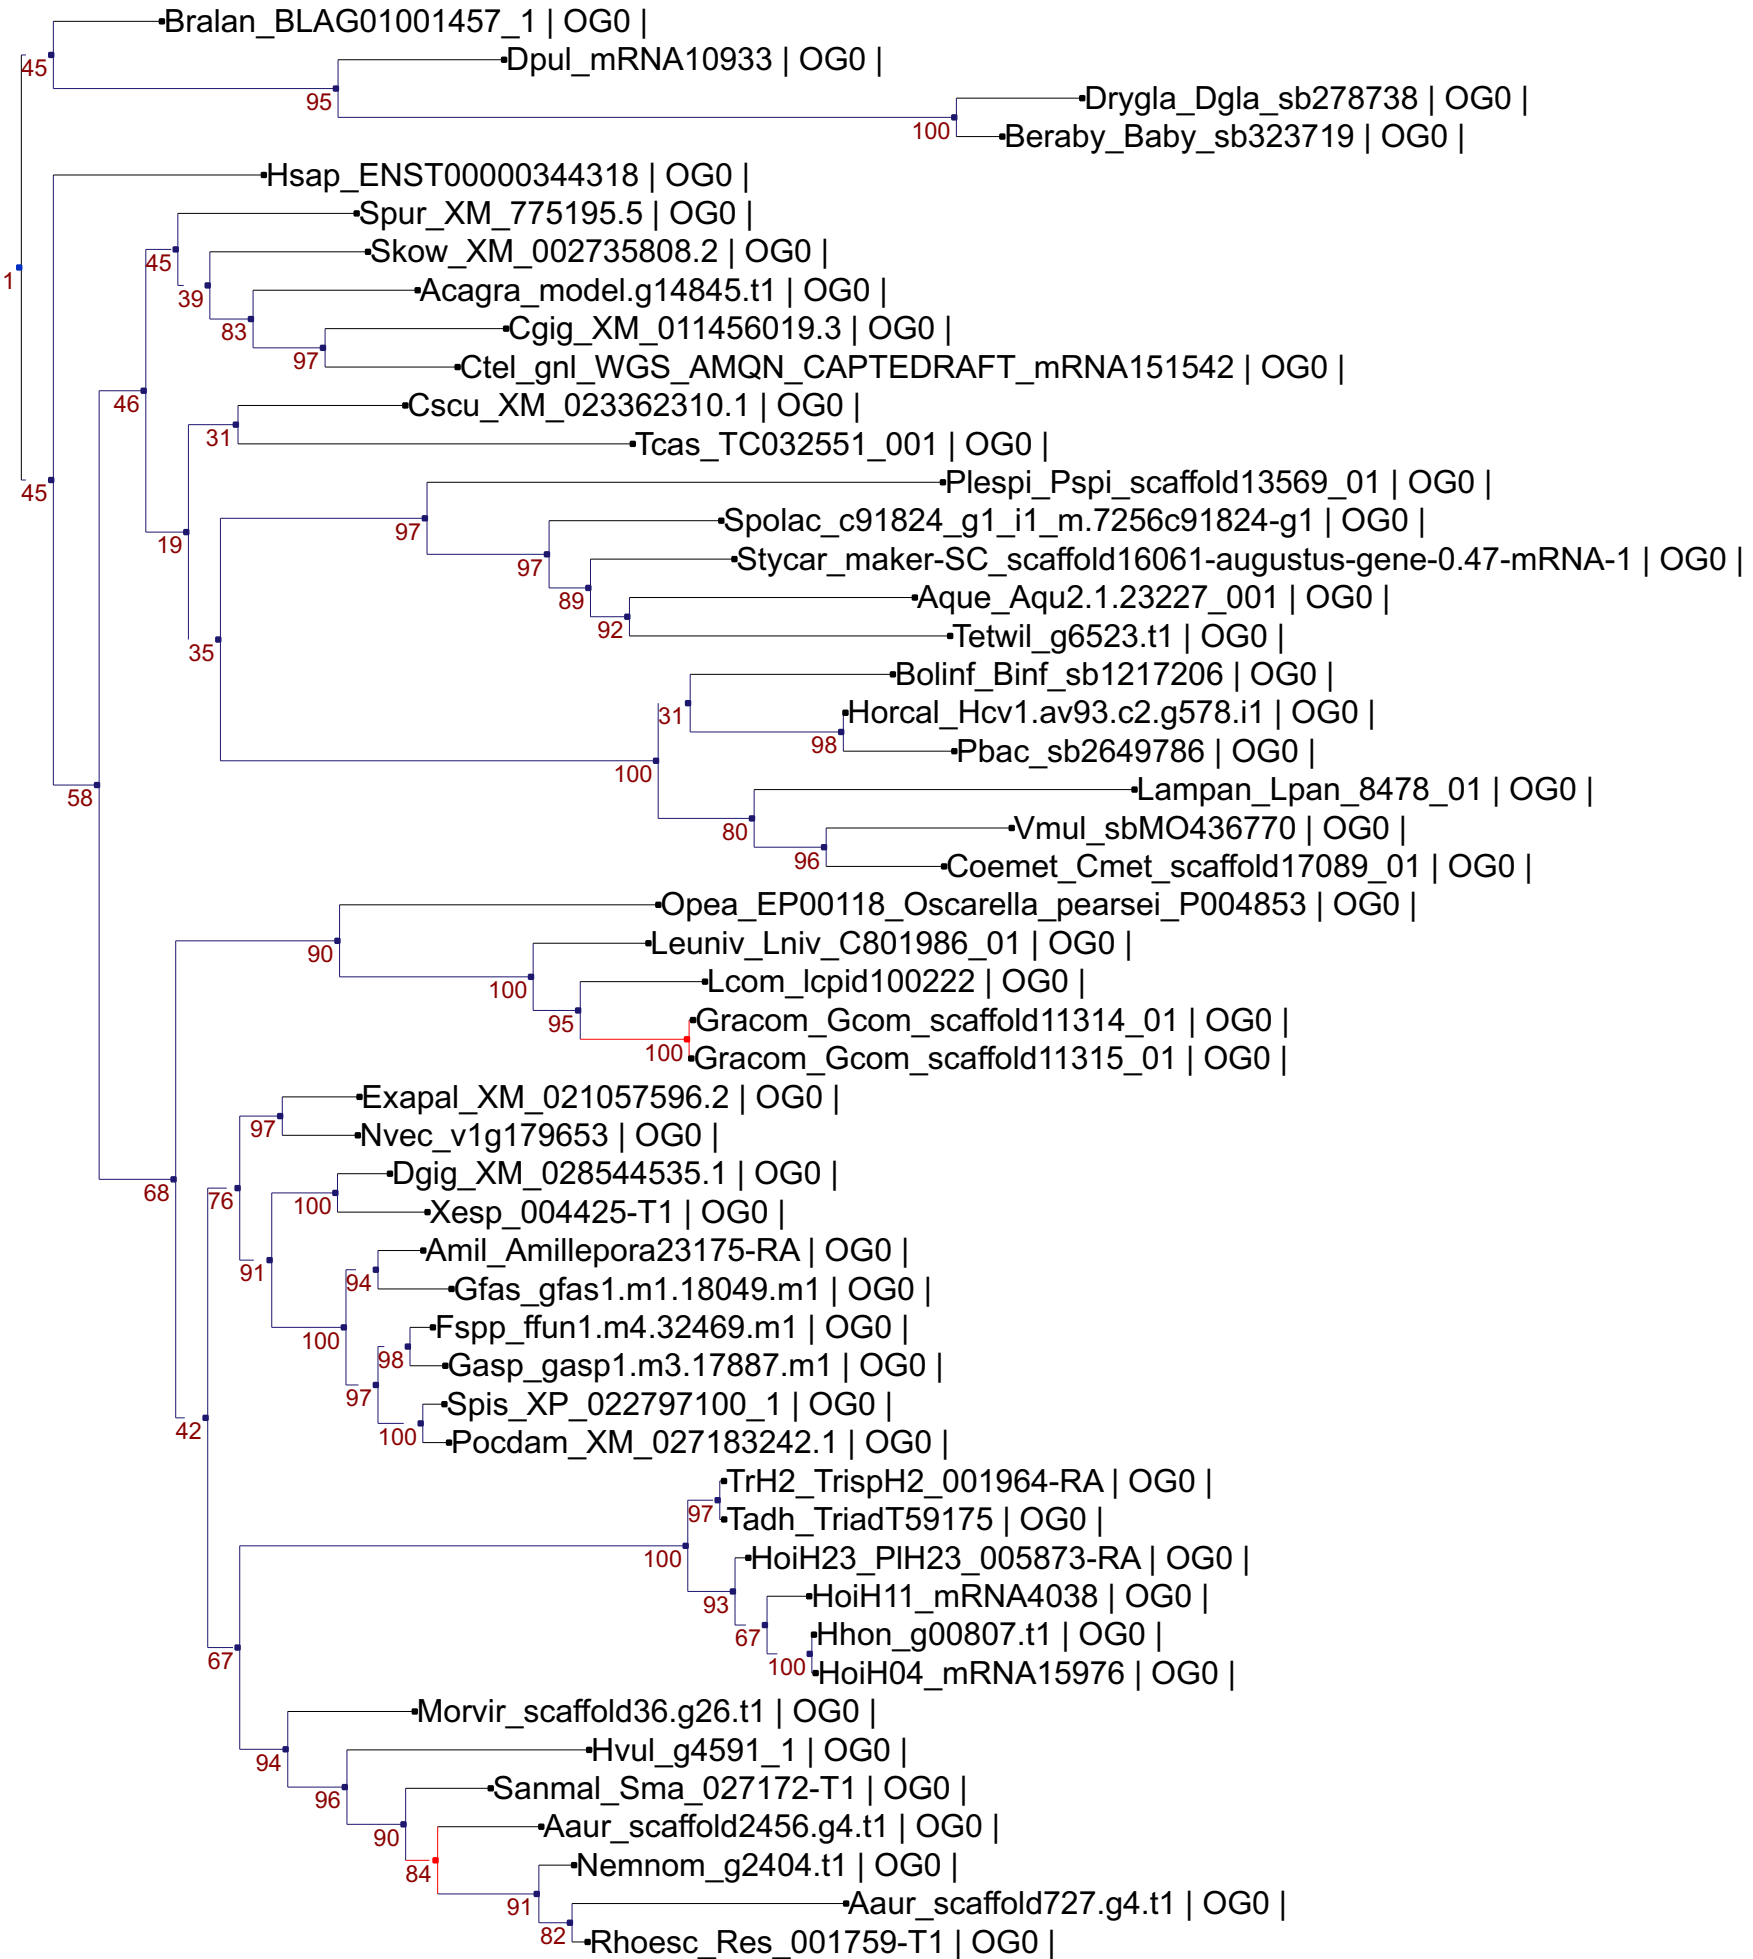 Bralan_BLAG01001457_1 | OG0 |
45
Dpul_mRNA10933 | OG0 |
95
Drygla_Dgla_sb278738 | OG0 |
100
Beraby_Baby_sb323719 | OG0 |
Hsap_ENST00000344318 | OG0 |
Spur_XM_775195.5 | OG0 |
Skow_XM_002735808.2 | OG0 |
45
1
39
Acagra_model.g14845.t1 | OG0 |
83
Cgig_XM_011456019.3 | OG0 |
97
Ctel_gnl_WGS_AMQN_CAPTEDRAFT_mRNA151542 | OG0 |
46
Cscu_XM_023362310.1 | OG0 |
31
Tcas_TC032551_001 | OG0 |
45
Plespi_Pspi_scaffold13569_01 | OG0 |
97
Spolac_c91824_g1_i1_m.7256c91824-g1 | OG0 |
19
97
Stycar_maker-SC_scaffold16061-augustus-gene-0.47-mRNA-1 | OG0 |
89
Aque_Aqu2.1.23227_001 | OG0 |
92
Tetwil_g6523.t1 | OG0 |
35
Bolinf_Binf_sb1217206 | OG0 |
31
Horcal_Hcv1.av93.c2.g578.i1 | OG0 |
98
Pbac_sb2649786 | OG0 |
100
58
Lampan_Lpan_8478_01 | OG0 |
80
Vmul_sbMO436770 | OG0 |
96
Coemet_Cmet_scaffold17089_01 | OG0 |
Opea_EP00118_Oscarella_pearsei_P004853 | OG0 |
90
Leuniv_Lniv_C801986_01 | OG0 |
100
Lcom_lcpid100222 | OG0 |
95
Gracom_Gcom_scaffold11314_01 | OG0 |
100
Gracom_Gcom_scaffold11315_01 | OG0 |
Exapal_XM_021057596.2 | OG0 |
97
Nvec_v1g179653 | OG0 |
Dgig_XM_028544535.1 | OG0 |
68
76
100
Xesp_004425-T1 | OG0 |
Amil_Amillepora23175-RA | OG0 |
91
94
Gfas_gfas1.m1.18049.m1 | OG0 |
Fspp_ffun1.m4.32469.m1 | OG0 |
100
98
Gasp_gasp1.m3.17887.m1 | OG0 |
97
Spis_XP_022797100_1 | OG0 |
42
100
Pocdam_XM_027183242.1 | OG0 |
TrH2_TrispH2_001964-RA | OG0 |
97
Tadh_TriadT59175 | OG0 |
100
HoiH23_PlH23_005873-RA | OG0 |
93
HoiH11_mRNA4038 | OG0 |
67
Hhon_g00807.t1 | OG0 |
67
100
HoiH04_mRNA15976 | OG0 |
Morvir_scaffold36.g26.t1 | OG0 |
94
Hvul_g4591_1 | OG0 |
96
Sanmal_Sma_027172-T1 | OG0 |
90
Aaur_scaffold2456.g4.t1 | OG0 |
84
Nemnom_g2404.t1 | OG0 |
91
Aaur_scaffold727.g4.t1 | OG0 |
82
Rhoesc_Res_001759-T1 | OG0 |